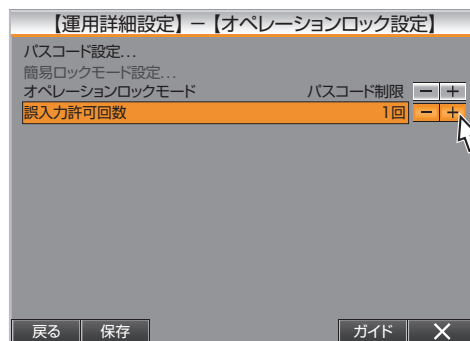 【運用詳細設定】－【オペレーションロック設定】
パスコード設定...
簡易ロックモード設定...
オペレーションロックモード パスコード制限 － ＋
誤入力許可回数 1回 － ＋
戻る 保存 ガイド ✕